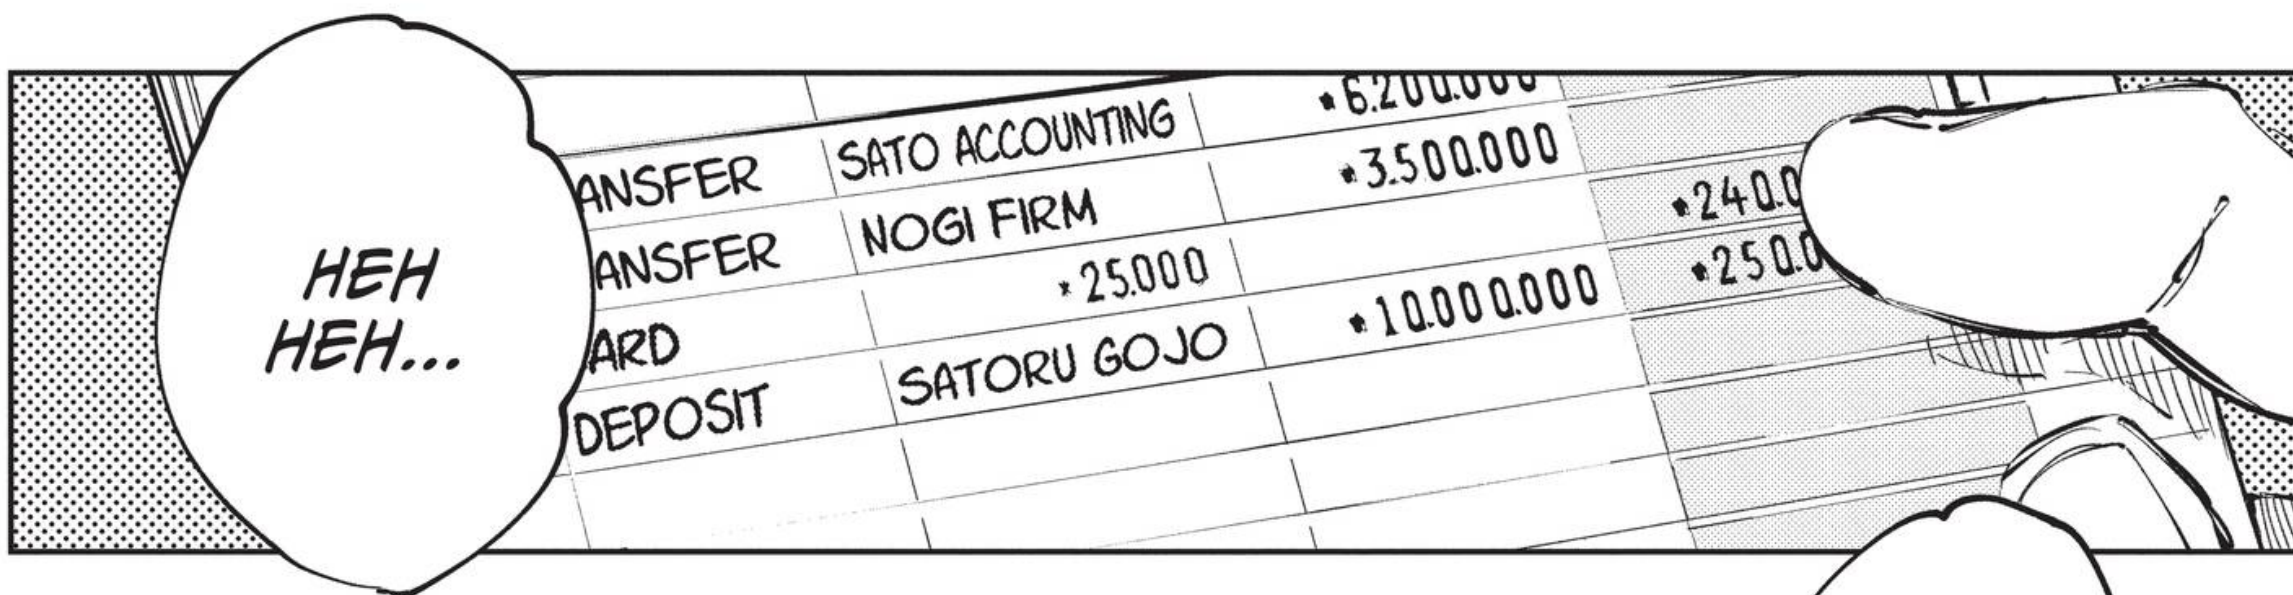 HEH
HEH...
ANSFER SATO ACCOUNTING *6.200.000
ANSFER NOGI FIRM *3.500.000
ARD *25.000 *240.0
DEPOSIT SATORU GOJO *10.000.000 *250.0